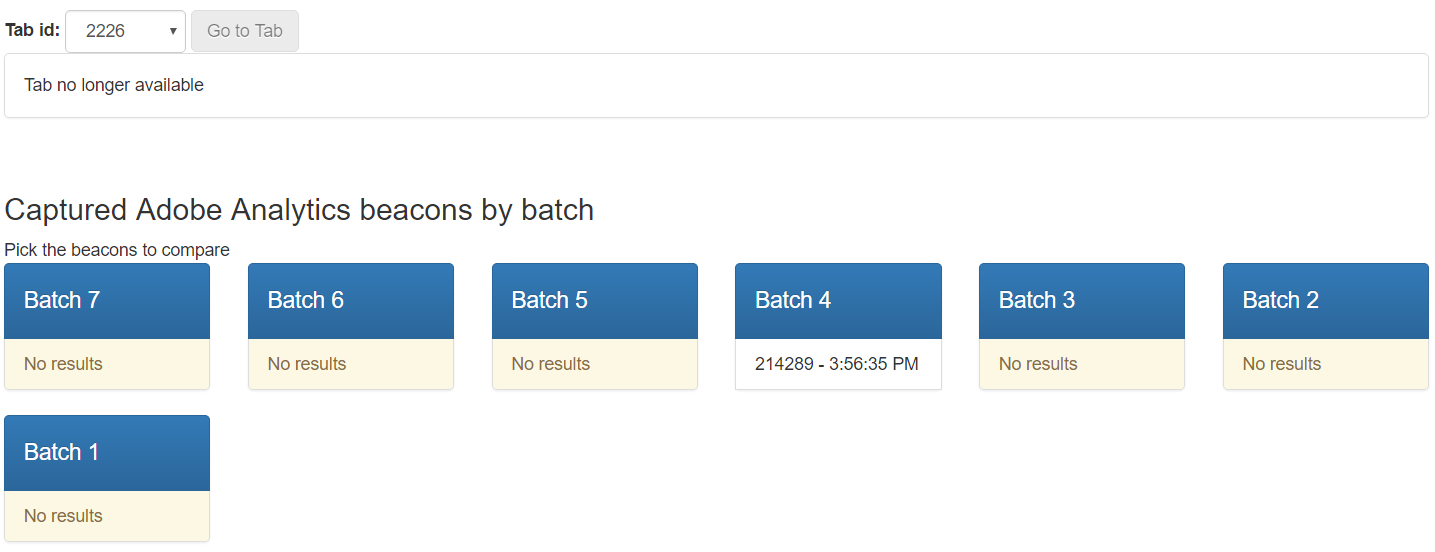 Tab id: 2226 Go to Tab
Tab no longer available
Captured Adobe Analytics beacons by batch
Pick the beacons to compare
Batch 7 Batch 6 Batch 5 Batch 4 Batch 3 Batch 2
No results No results No results 214289 - 3:56:35 PM No results No results
Batch 1
No results